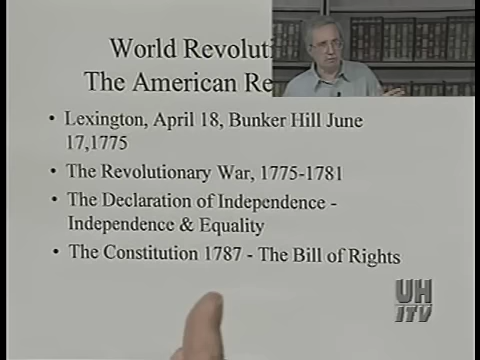 World Revoluti
The American Re
• Lexington, April 18, Bunker Hill June
17,1775
• The Revolutionary War, 1775-1781
• The Declaration of Independence -
Independence & Equality
• The Constitution 1787 - The Bill of Rights
UH
ITV